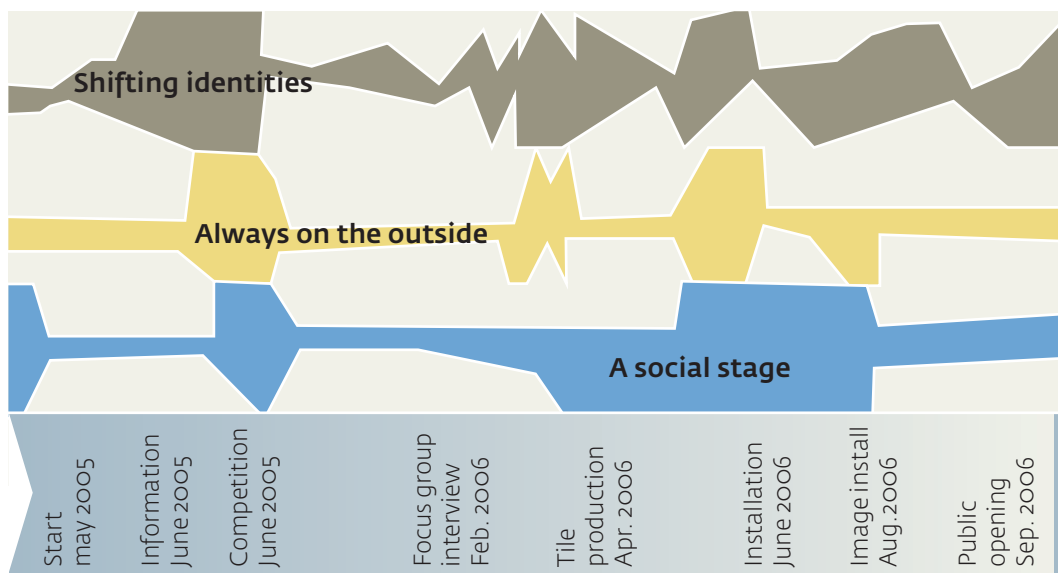 Shifting identities
Always on the outside
A social stage
Start
may 2005
Information
June 2005
Competition
June 2005
Focus group
interview
Feb. 2006
Tile
production
Apr. 2006
Installation
June 2006
Image install
Aug.2006
Public
opening
Sep. 2006